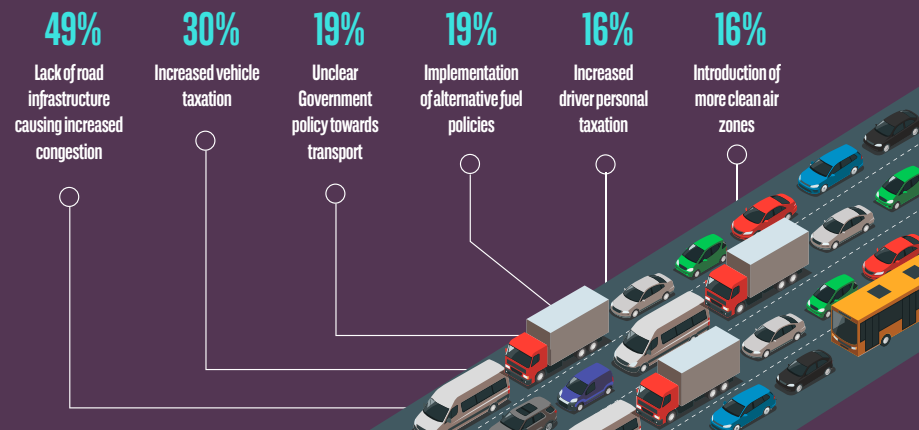 49%
Lack of road
infrastructure
causing increased
congestion
30%
Increased vehicle
taxation
19%
Unclear
Government
policy towards
transport
19%
Implementation
of alternative fuel
policies
16%
Increased
driver personal
taxation
16%
Introduction of
more clean air
zones